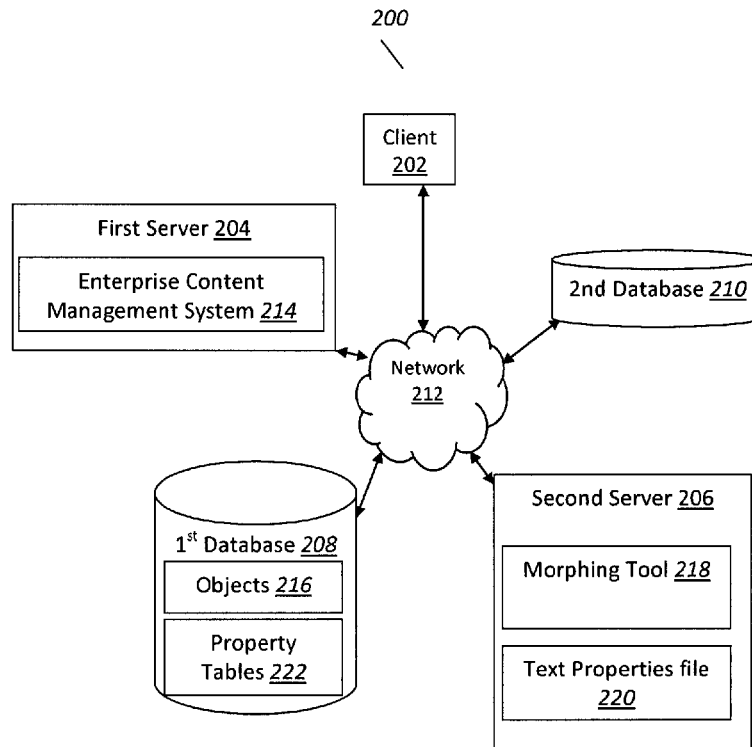 200
Client
202
First Server 204
Enterprise Content
Management System 214
2nd Database 210
Network
212
1st Database 208
Objects 216
Property
Tables 222
Second Server 206
Morphing Tool 218
Text Properties file
220